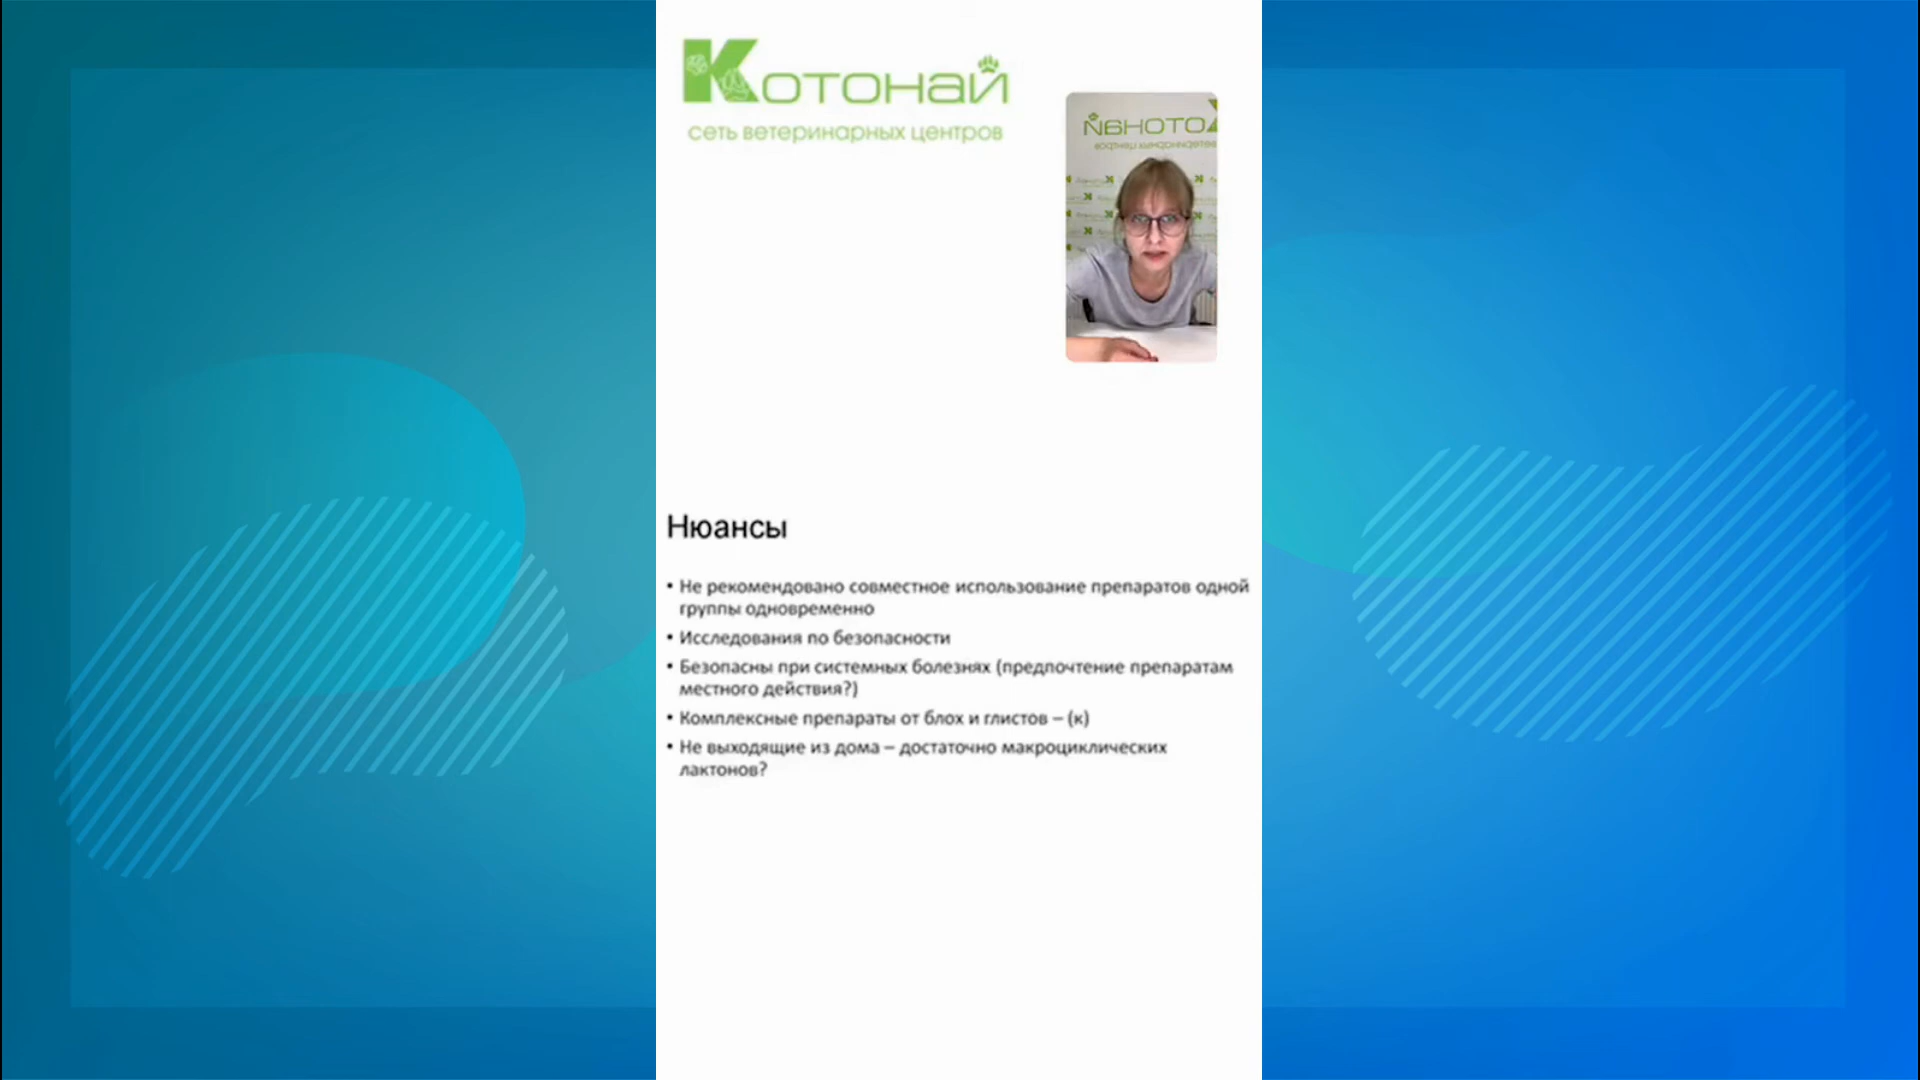 Котонай
сеть ветеринарных центров
Котонай
Нюансы
• Не рекомендовано совместное использование препаратов одной
группы одновременно
• Исследования по безопасности
• Безопасны при системных болезнях (предпочтение препаратам
местного действия?)
• Комплексные препараты от блох и глистов – (к)
• Не выходящие из дома – достаточно макроциклических
лактонов?